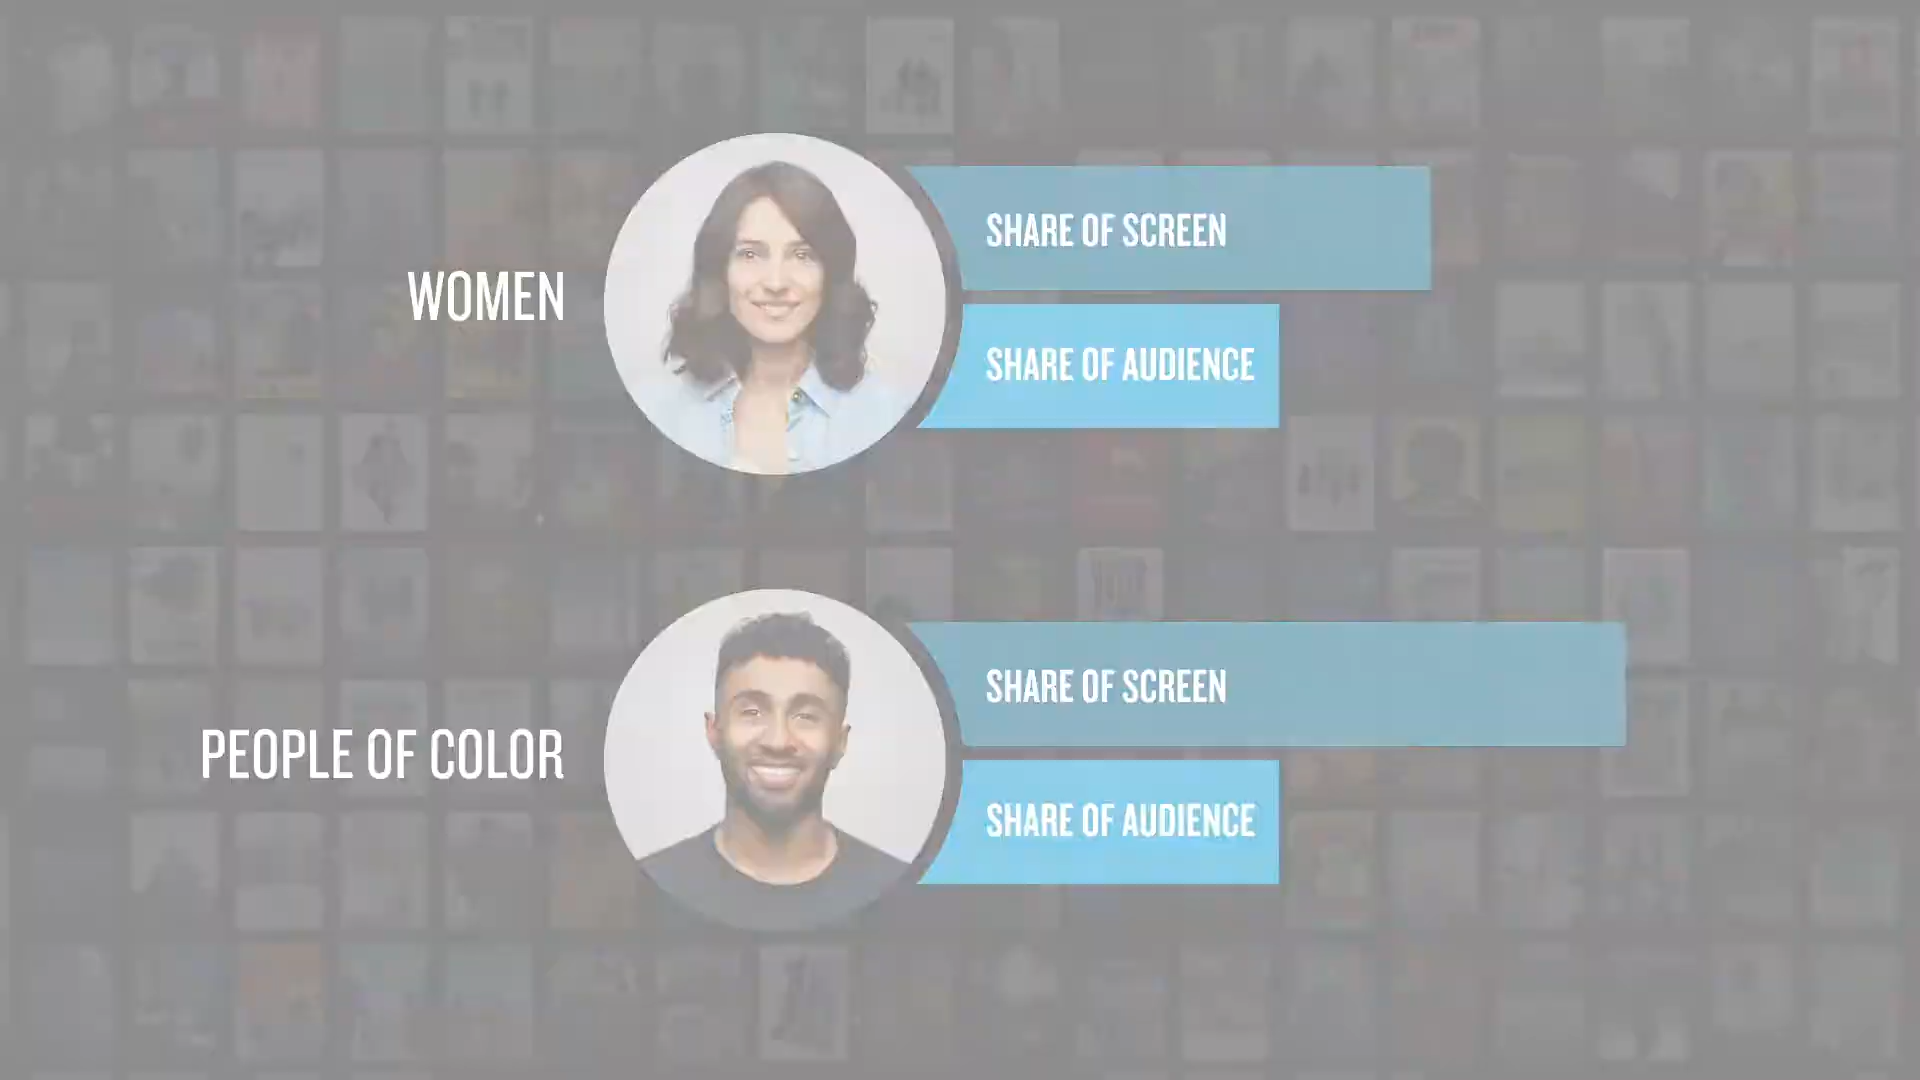 WOMEN
SHARE OF SCREEN
SHARE OF AUDIENCE
PEOPLE OF COLOR
SHARE OF SCREEN
SHARE OF AUDIENCE